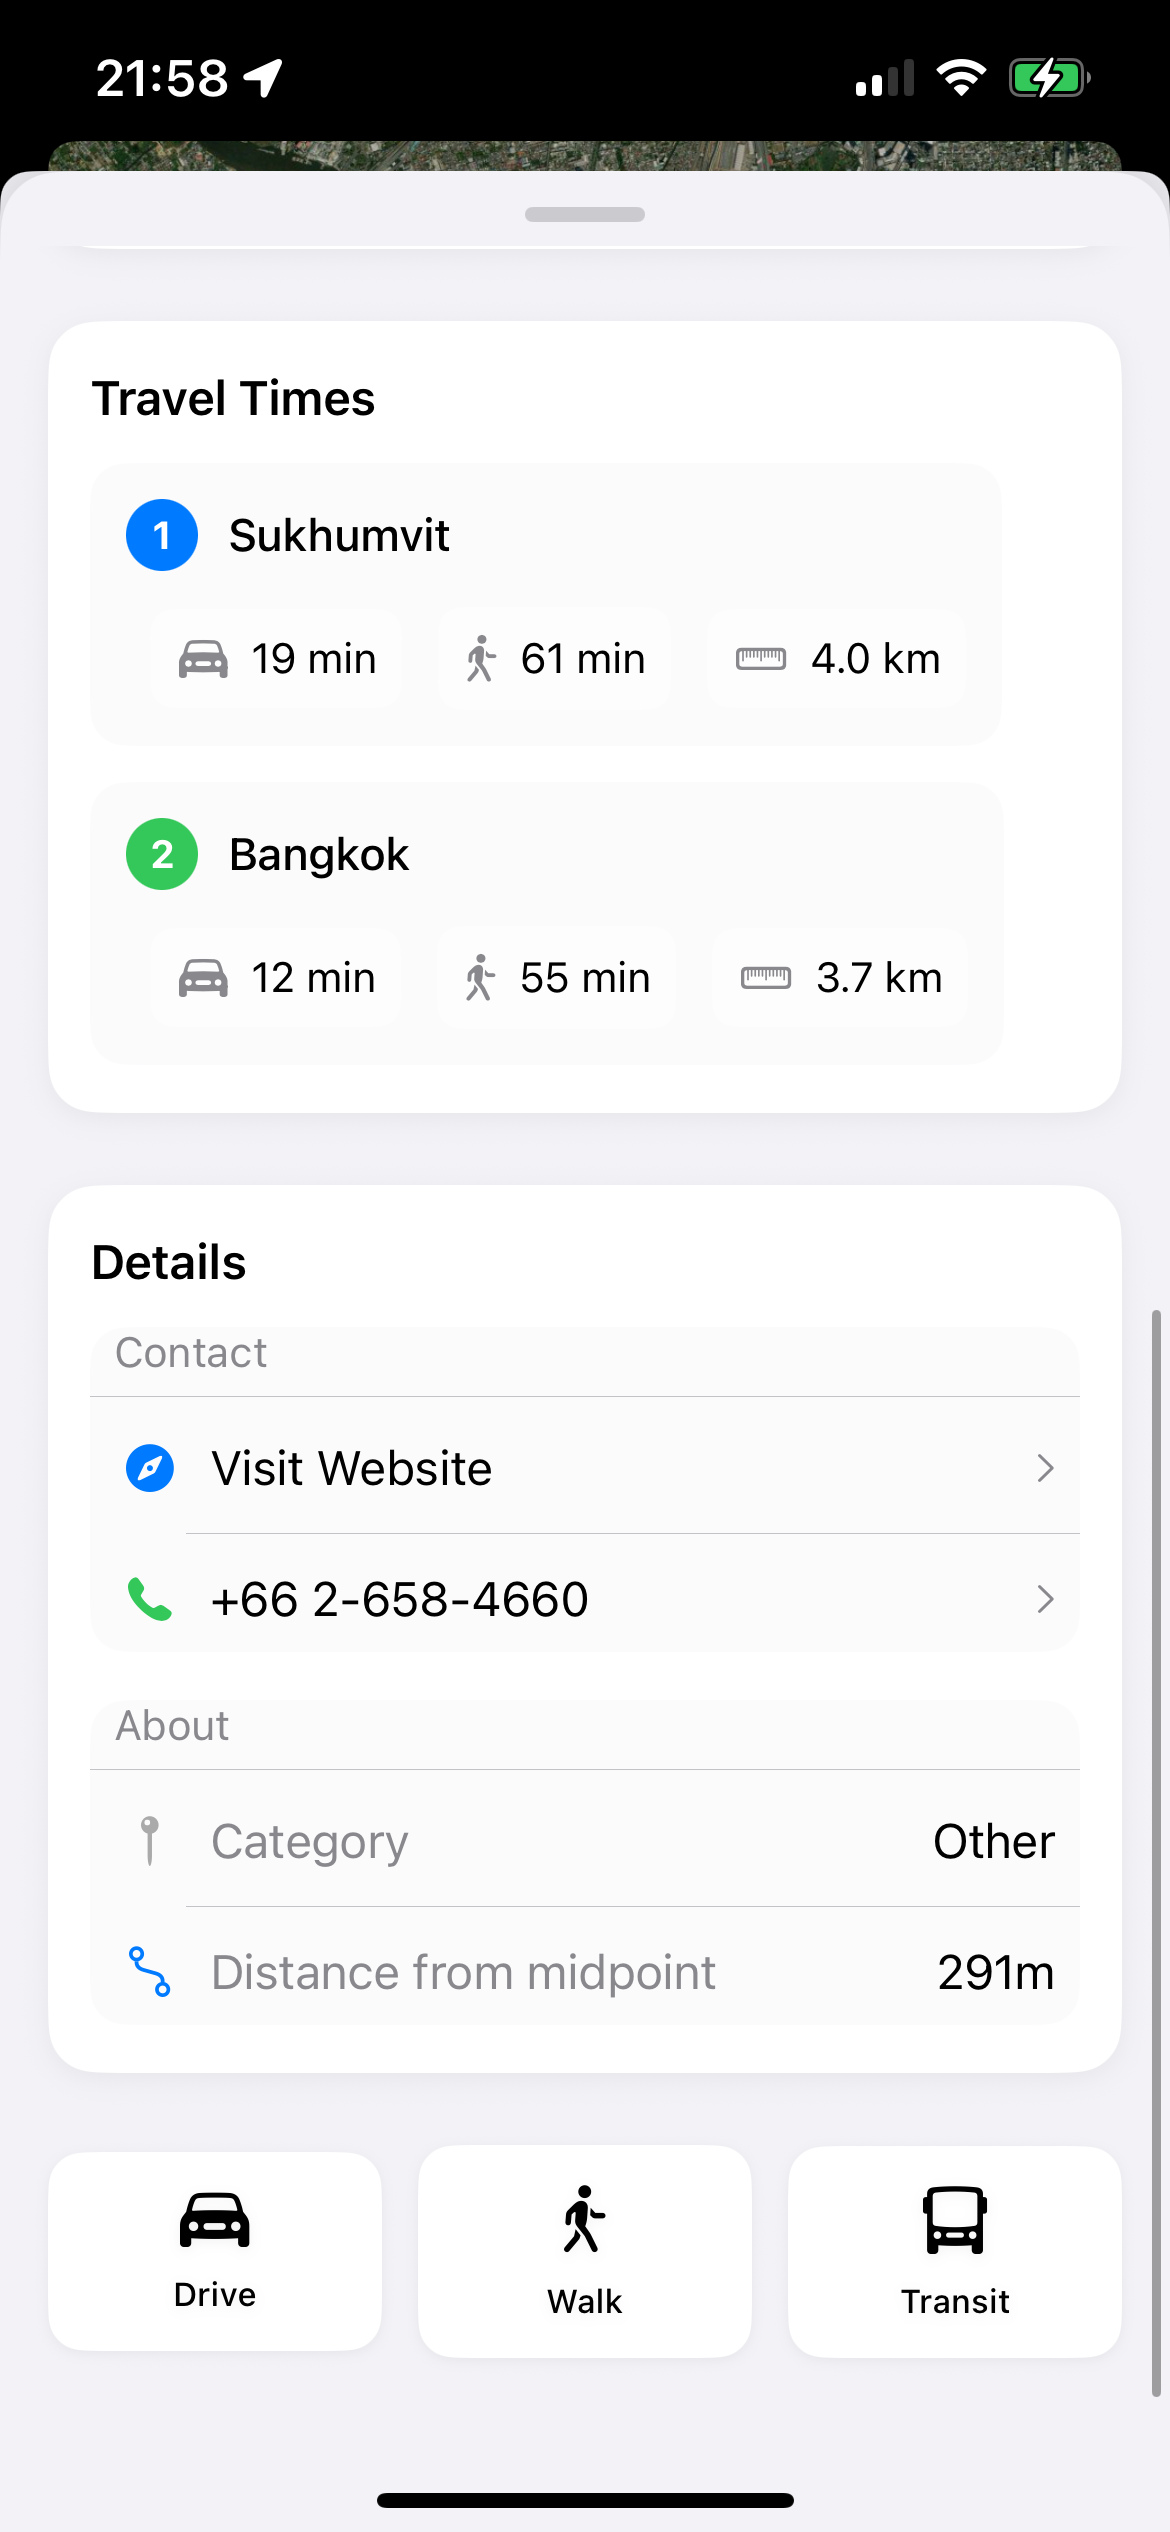 21:58
Travel Times
1 Sukhumvit
19 min 61 min 4.0 km
2 Bangkok
12 min 55 min 3.7 km
Details
Contact
Visit Website
+66 2-658-4660
About
Category Other
Distance from midpoint 291m
Drive Walk Transit